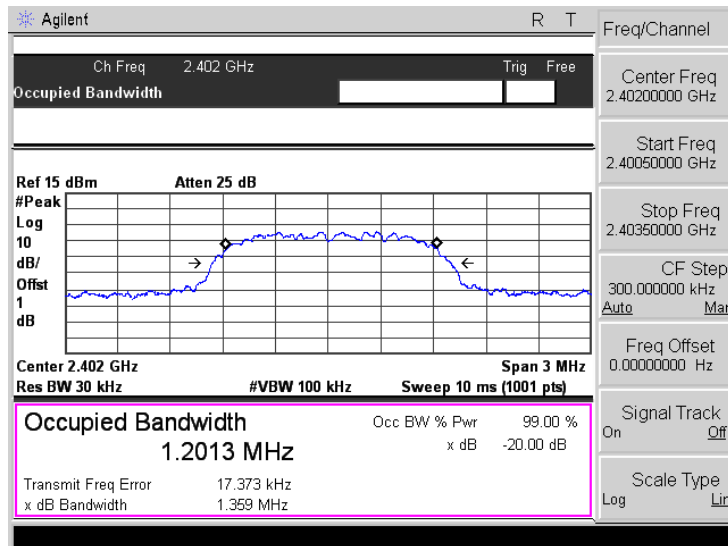 Agilent R T
Freq/Channel
Ch Freq 2.402 GHz Trig Free
Occupied Bandwidth
Center Freq
2.40200000 GHz
Start Freq
2.40050000 GHz
Stop Freq
2.40350000 GHz
CF Step
300.000000 kHz
Auto Man
Freq Offset
0.00000000 Hz
Signal Track
On Off
Scale Type
Log Lin
Ref 15 dBm Atten 25 dB
#Peak
Log
10
dB/
Offst
1
dB
Center 2.402 GHz Span 3 MHz
Res BW 30 kHz #VBW 100 kHz Sweep 10 ms (1001 pts)
Occupied Bandwidth Occ BW % Pwr 99.00 %
1.2013 MHz x dB -20.00 dB
Transmit Freq Error 17.373 kHz
x dB Bandwidth 1.359 MHz